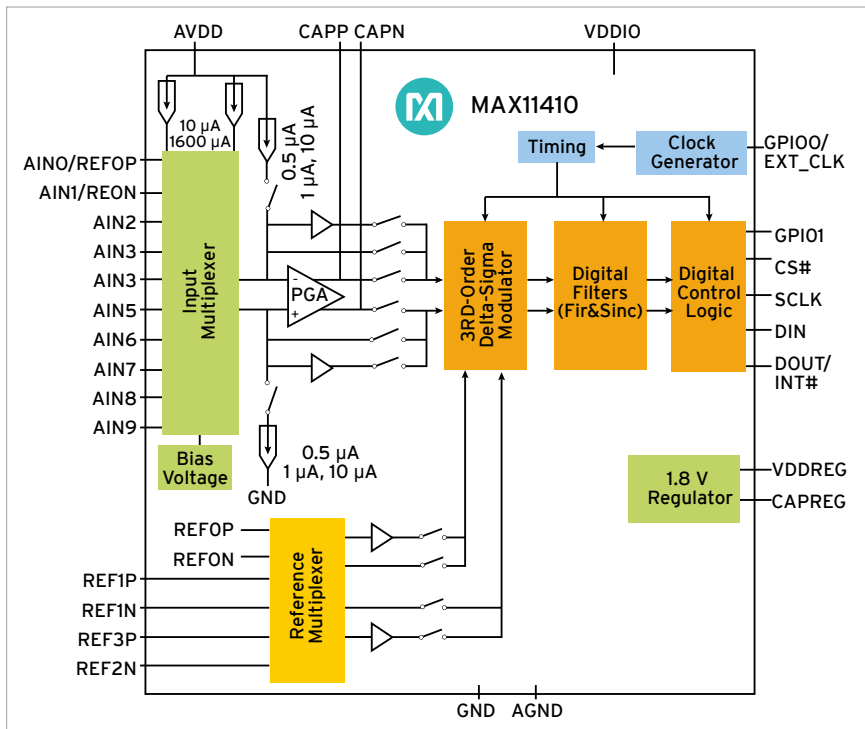 AVDD
CAPP CAPN
VDDIO
MAX11410
10 µA
1600 µA
0.5 µA
1 µA, 10 µA
Timing
Clock
Generator
GPIO0/
EXT_CLK
AIN0/REF0P
AIN1/REON
AIN2
AIN3
AIN3
AIN5
AIN6
AIN7
AIN8
AIN9
Input
Multiplexer
-
PGA
+
3RD-Order
Delta-Sigma
Modulator
Digital
Filters
(Fir&Sinc)
Digital
Control
Logic
GPIO1
CS#
SCLK
DIN
DOUT/
INT#
Bias
Voltage
0.5 µA
1 µA, 10 µA
GND
1.8 V
Regulator
VDDREG
CAPREG
REF0P
REF0N
REF1P
REF1N
REF3P
REF2N
Reference
Multiplexer
GND
AGND